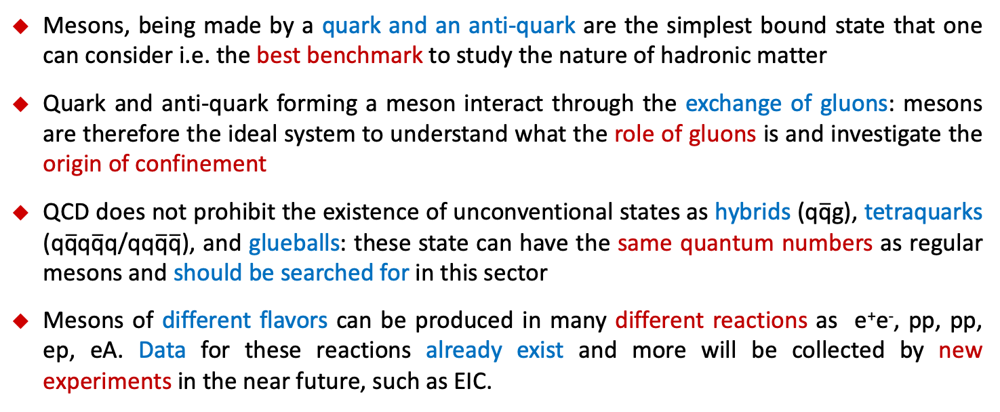 ◆ Mesons, being made by a quark and an anti-quark are the simplest bound state that one
can consider i.e. the best benchmark to study the nature of hadronic matter
◆ Quark and anti-quark forming a meson interact through the exchange of gluons: mesons
are therefore the ideal system to understand what the role of gluons is and investigate the
origin of confinement
◆ QCD does not prohibit the existence of unconventional states as hybrids (qq̅g), tetraquarks
(qq̅qq̅q/qqq̅q̅), and glueballs: these state can have the same quantum numbers as regular
mesons and should be searched for in this sector
◆ Mesons of different flavors can be produced in many different reactions as e⁺e⁻, pp, pp,
ep, eA. Data for these reactions already exist and more will be collected by new
experiments in the near future, such as EIC.